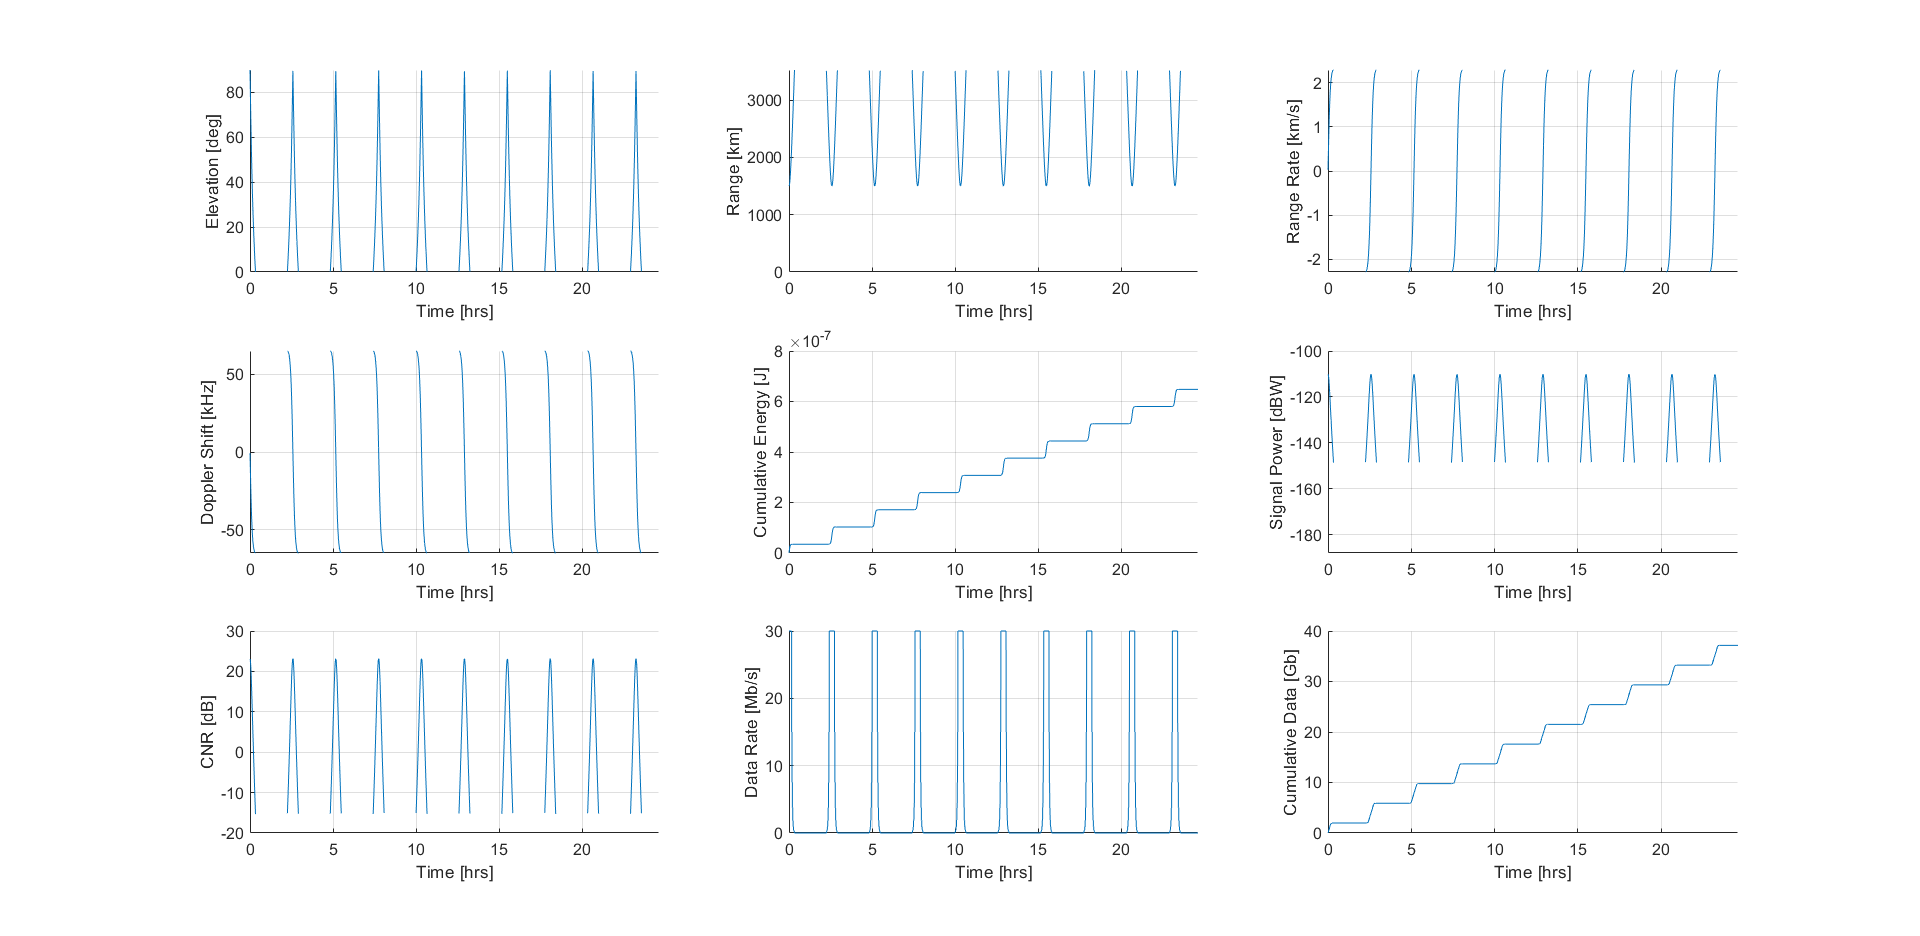 80
60
40
20
0
Elevation [deg]
0 5 10 15 20
Time [hrs]
3000
2000
1000
0
Range [km]
0 5 10 15 20
Time [hrs]
2
1
0
-1
-2
Range Rate [km/s]
0 5 10 15 20
Time [hrs]
50
0
-50
Doppler Shift [kHz]
0 5 10 15 20
Time [hrs]
×10-7
8
6
4
2
0
Cumulative Energy [J]
0 5 10 15 20
Time [hrs]
-100
-120
-140
-160
-180
Signal Power [dBW]
0 5 10 15 20
Time [hrs]
30
20
10
0
-10
-20
CNR [dB]
0 5 10 15 20
Time [hrs]
30
20
10
0
Data Rate [Mb/s]
0 5 10 15 20
Time [hrs]
40
30
20
10
0
Cumulative Data [Gb]
0 5 10 15 20
Time [hrs]